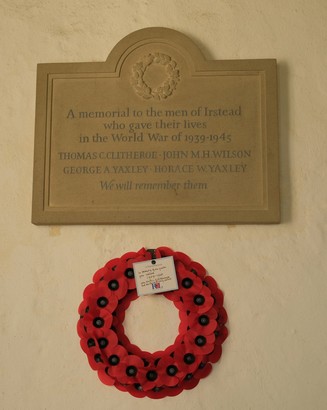 A memorial to the men of Irstead
who gave their lives
in the World War of 1939-1945
THOMAS C. CLITHEROE · JOHN M. H. WILSON
GEORGE A. YAXLEY · HORACE W. YAXLEY
We will remember them